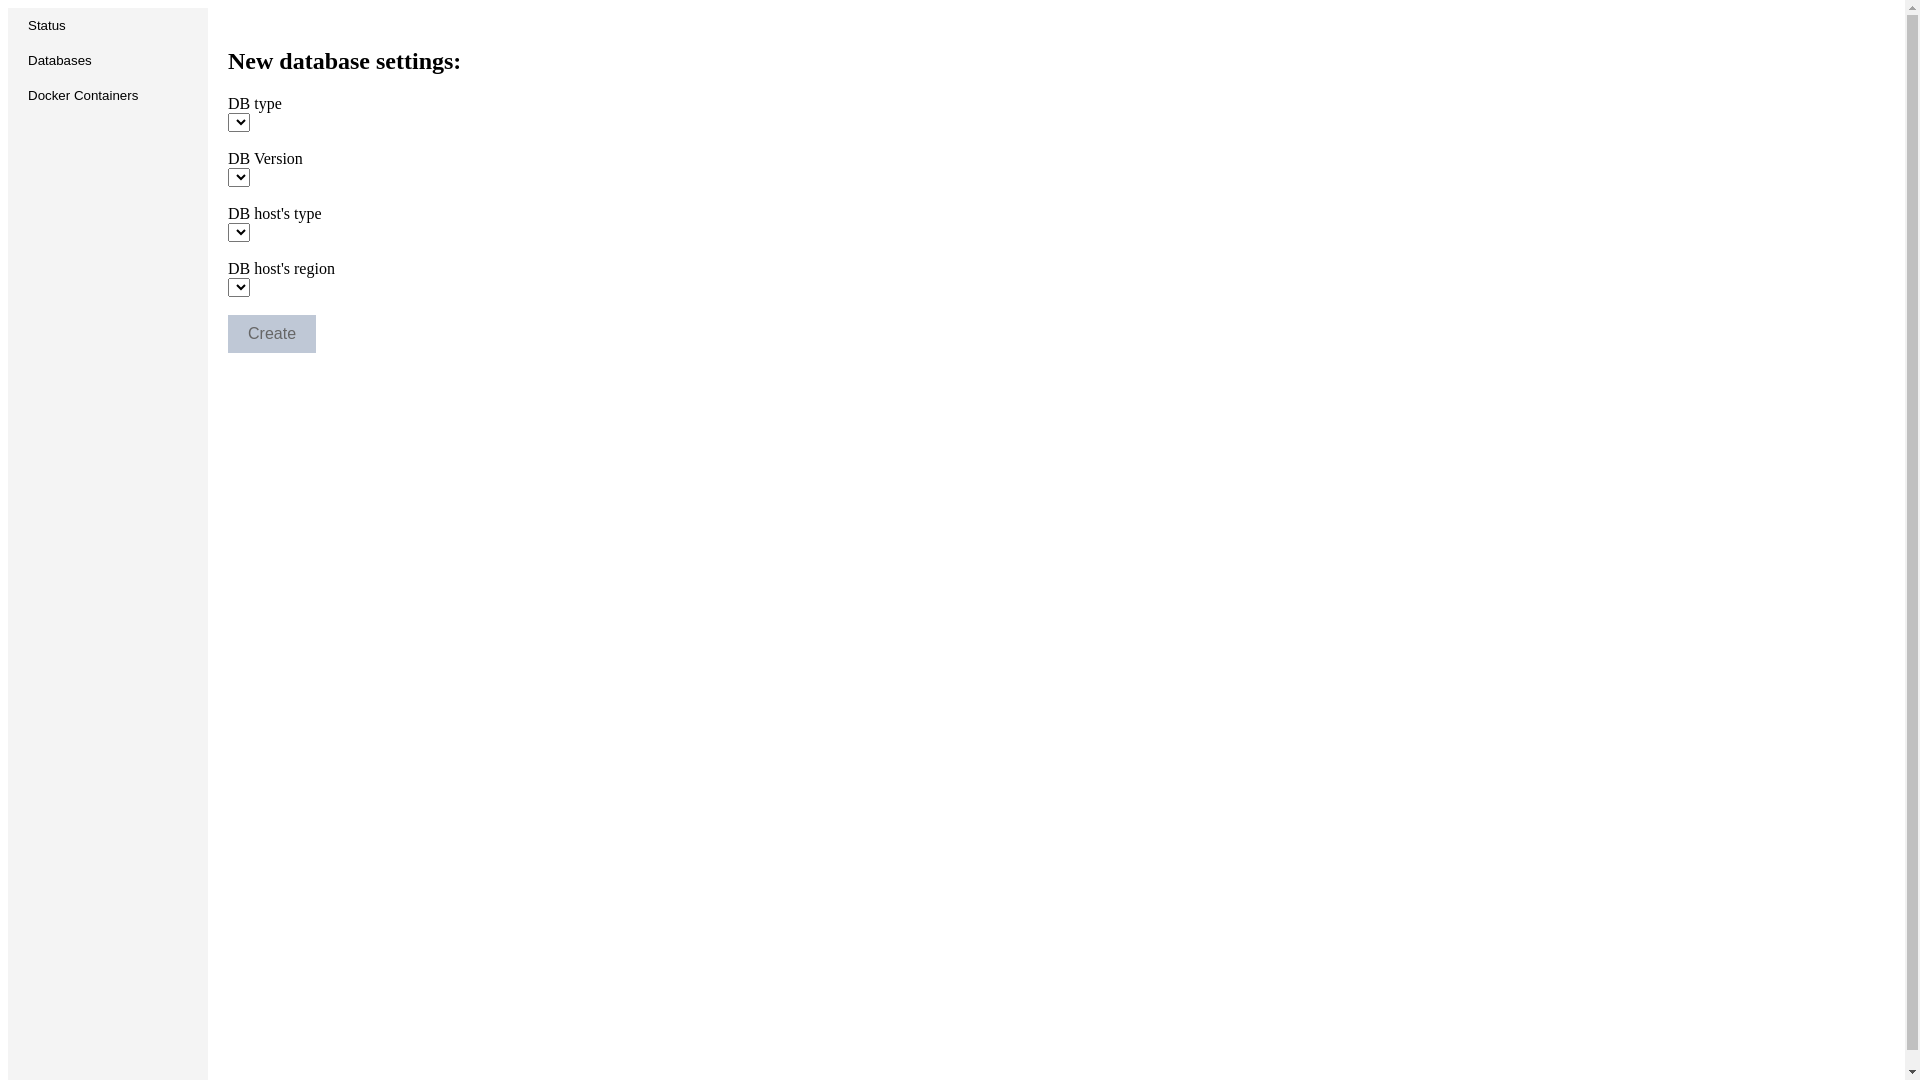 Status
Databases
Docker Containers
New database settings:
DB type
DB Version
DB host's type
DB host's region
Create